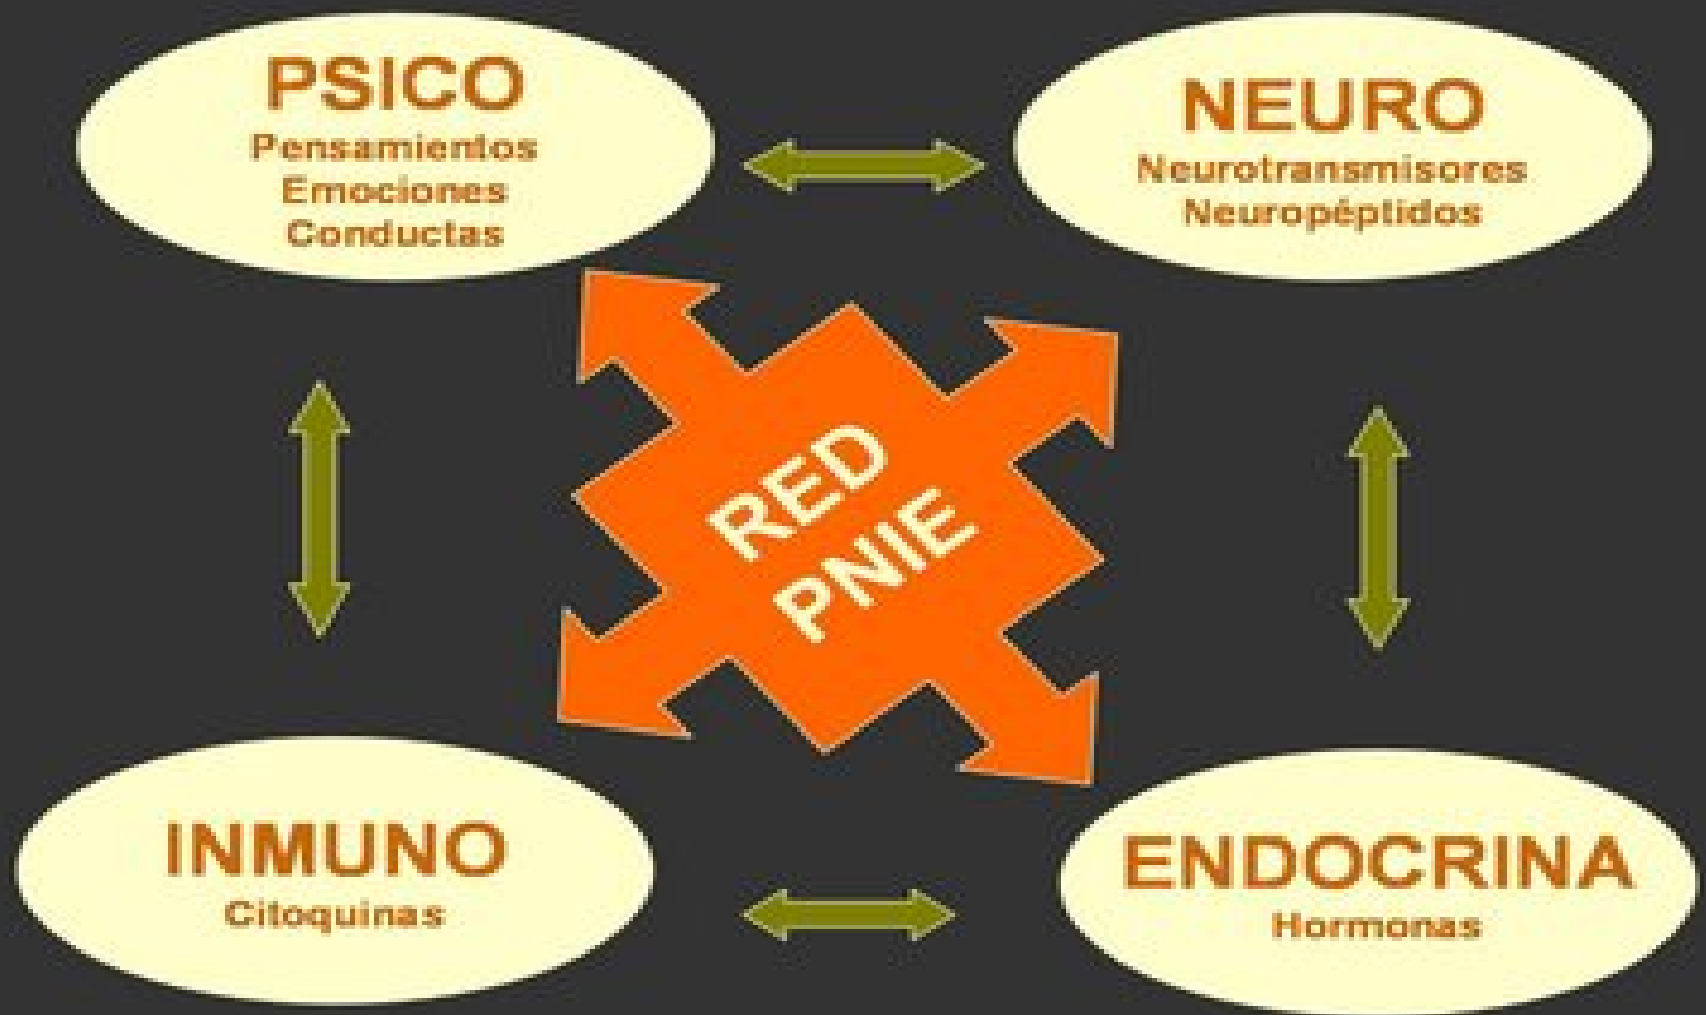 PSICO
Pensamientos
Emociones
Conductas
NEURO
Neurotransmisores
Neuropéptidos
RED
PNIE
INMUNO
Citoquinas
ENDOCRINA
Hormonas